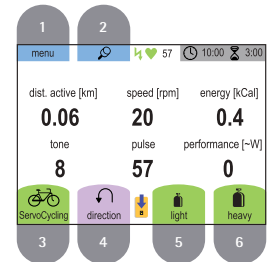 1 2
menu 57 10:00 3:00
dist. active [km] speed [rpm] energy [kCal]
0.06 20 0.4
tone pulse performance [~W]
8 57 0
ServoCycling direction light heavy
3 4 5 6